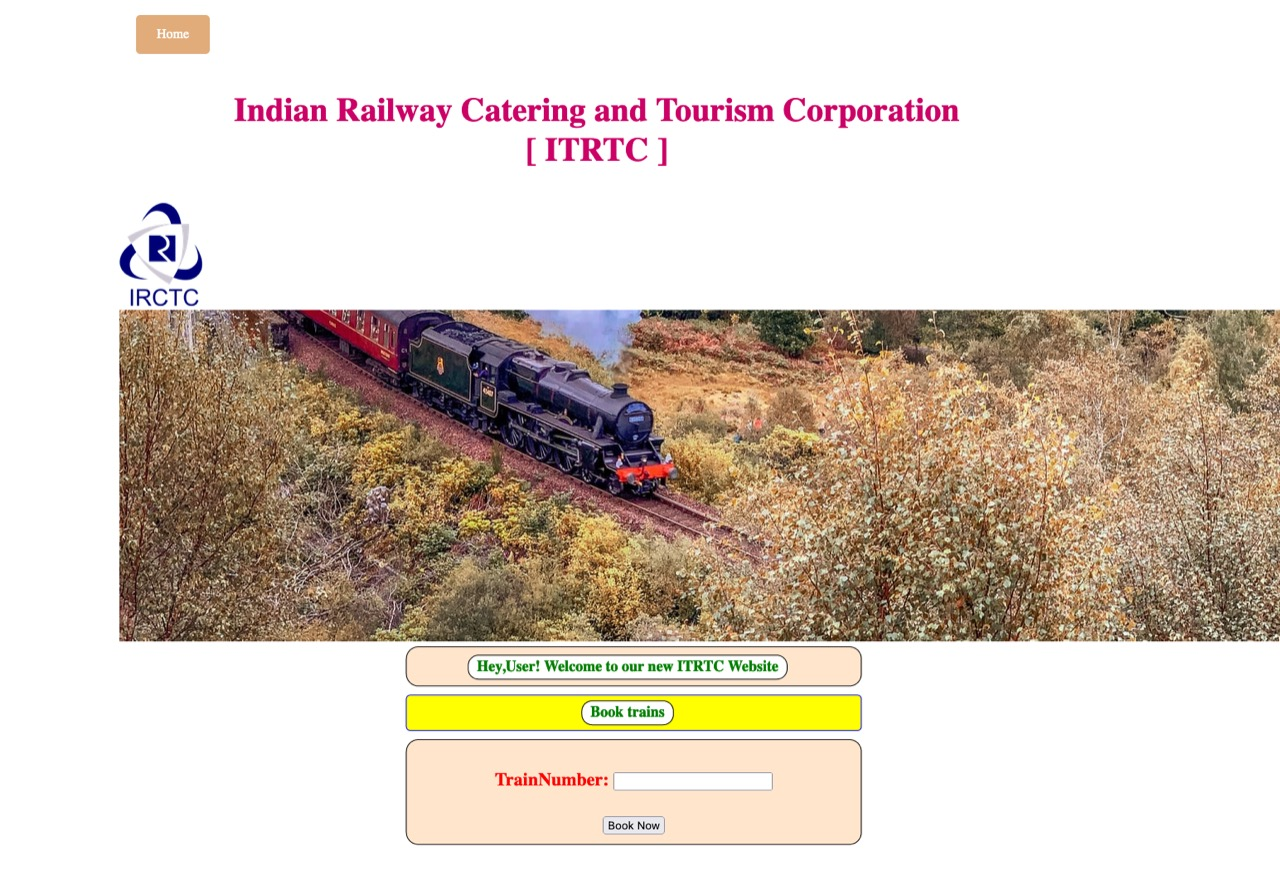 Home
Indian Railway Catering and Tourism Corporation
[ ITRTC ]
IRCTC
Hey,User! Welcome to our new ITRTC Website
Book trains
TrainNumber:
Book Now